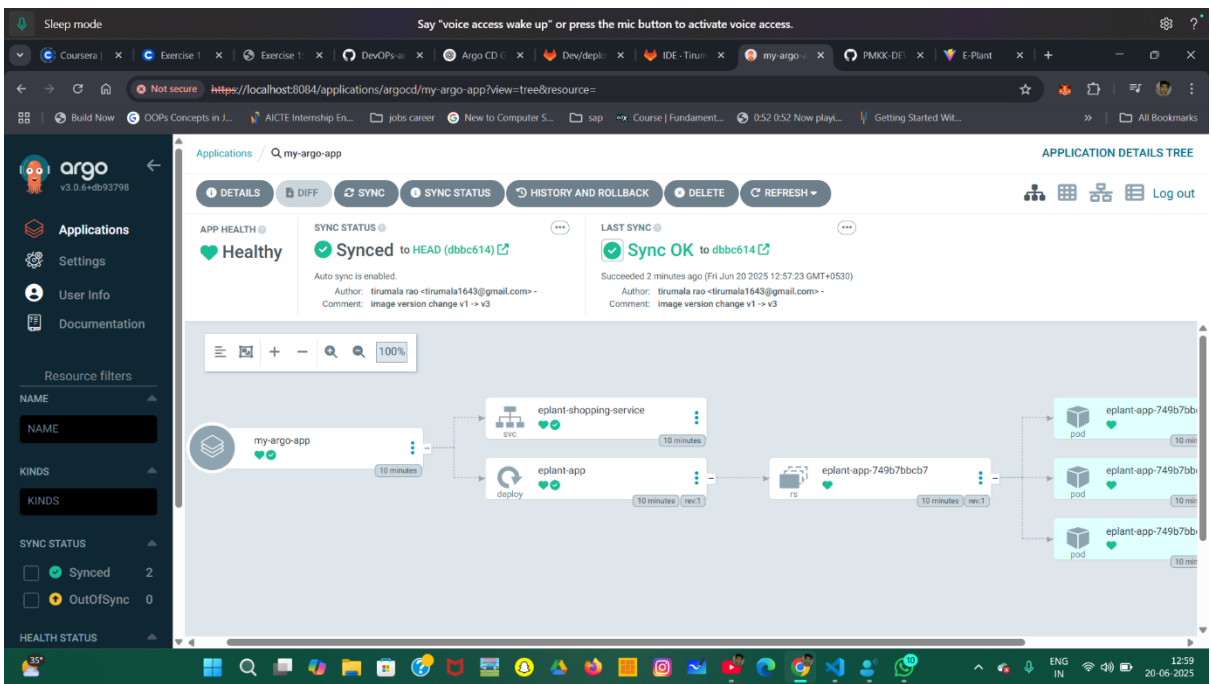 Sleep mode
Say "voice access wake up" or press the mic button to activate voice access.
Coursera |
Exercise 1
Exercise 1:
DevOPs-a
Argo CD G
Dev/deplo
IDE - Tirum
my-argo-a
PMKK-DEV
E-Plant
Not secure https://localhost:8084/applications/argocd/my-argo-app?view=tree&resource=
Build Now
OOPs Concepts in J...
AICTE Internship En...
jobs career
New to Computer S...
sap
Course | Fundament...
0:52 0:52 Now playi...
Getting Started Wit...
All Bookmarks
argo
v3.0.6+db93798
Applications
Settings
User Info
Documentation
Resource filters
NAME
NAME
KINDS
KINDS
SYNC STATUS
Synced 2
OutOfSync 0
HEALTH STATUS
Applications / my-argo-app
APPLICATION DETAILS TREE
DETAILS
DIFF
SYNC
SYNC STATUS
HISTORY AND ROLLBACK
DELETE
REFRESH
Log out
APP HEALTH
Healthy
SYNC STATUS
Synced to HEAD (dbbc614)
Auto sync is enabled.
Author: tirumala rao <tirumala1643@gmail.com> -
Comment: image version change v1 -> v3
LAST SYNC
Sync OK to dbbc614
Succeeded 2 minutes ago (Fri Jun 20 2025 12:57:23 GMT+0530)
Author: tirumala rao <tirumala1643@gmail.com> -
Comment: image version change v1 -> v3
100%
my-argo-app
10 minutes
svc
eplant-shopping-service
10 minutes
deploy
eplant-app
10 minutes rev:1
rs
eplant-app-749b7bbcb7
10 minutes rev:1
pod
eplant-app-749b7bb
10 min
pod
eplant-app-749b7bb
10 min
pod
eplant-app-749b7bb
10 min
35°
ENG
IN
12:59
20-06-2025